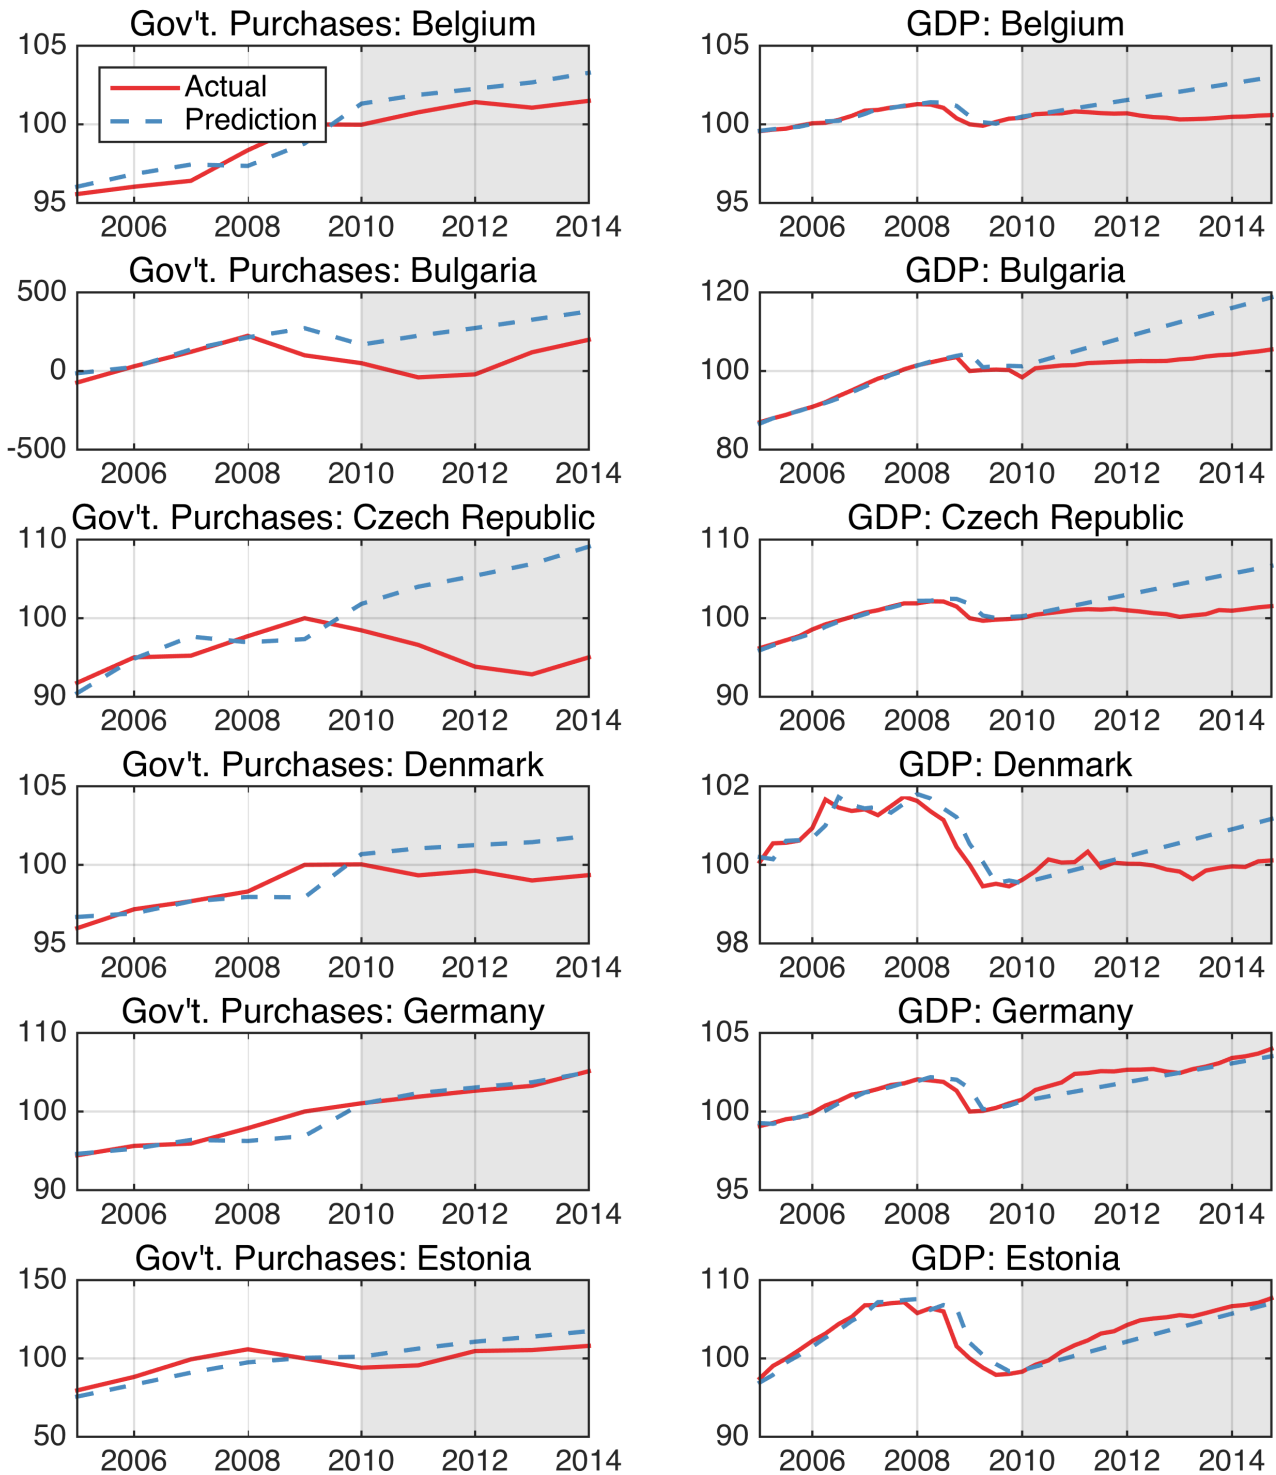 Gov't. Purchases: Belgium
105
100
95
Actual
Prediction
2006 2008 2010 2012 2014
GDP: Belgium
105
100
95
2006 2008 2010 2012 2014
Gov't. Purchases: Bulgaria
500
0
-500
2006 2008 2010 2012 2014
GDP: Bulgaria
120
100
80
2006 2008 2010 2012 2014
Gov't. Purchases: Czech Republic
110
100
90
2006 2008 2010 2012 2014
GDP: Czech Republic
110
100
90
2006 2008 2010 2012 2014
Gov't. Purchases: Denmark
105
100
95
2006 2008 2010 2012 2014
GDP: Denmark
102
100
98
2006 2008 2010 2012 2014
Gov't. Purchases: Germany
110
100
90
2006 2008 2010 2012 2014
GDP: Germany
105
100
95
2006 2008 2010 2012 2014
Gov't. Purchases: Estonia
150
100
50
2006 2008 2010 2012 2014
GDP: Estonia
110
100
90
2006 2008 2010 2012 2014